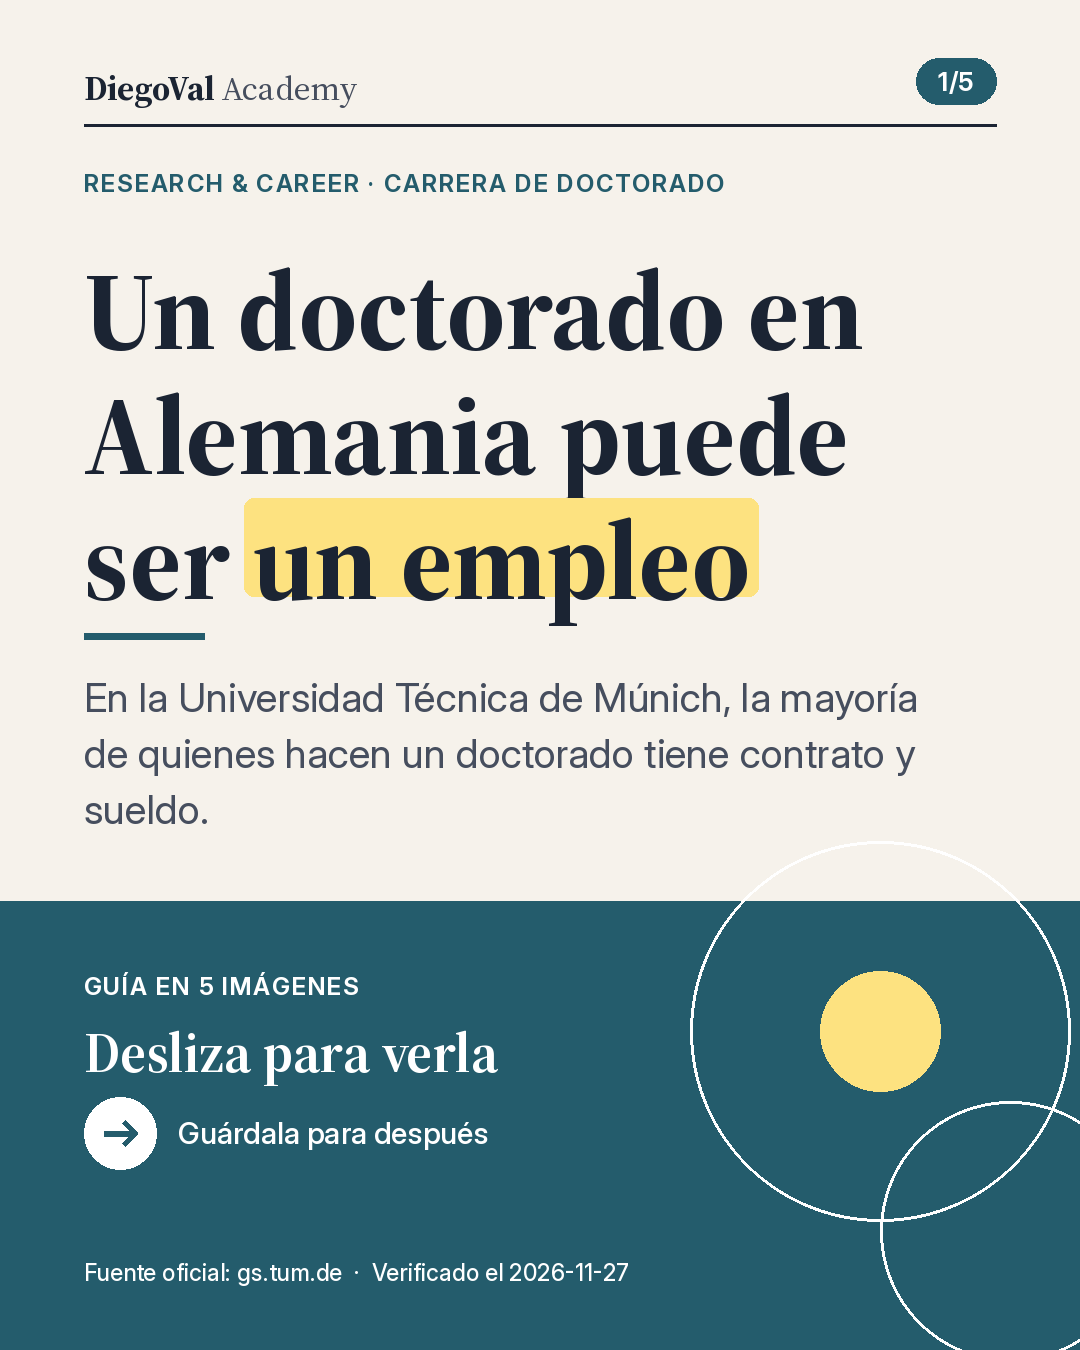 DiegoVal Academy
1/5
RESEARCH & CAREER · CARRERA DE DOCTORADO
Un doctorado en
Alemania puede
ser un empleo
En la Universidad Técnica de Múnich, la mayoría
de quienes hacen un doctorado tiene contrato y
sueldo.
GUÍA EN 5 IMÁGENES
Desliza para verla
Guárdala para después
Fuente oficial: gs.tum.de · Verificado el 2026-11-27